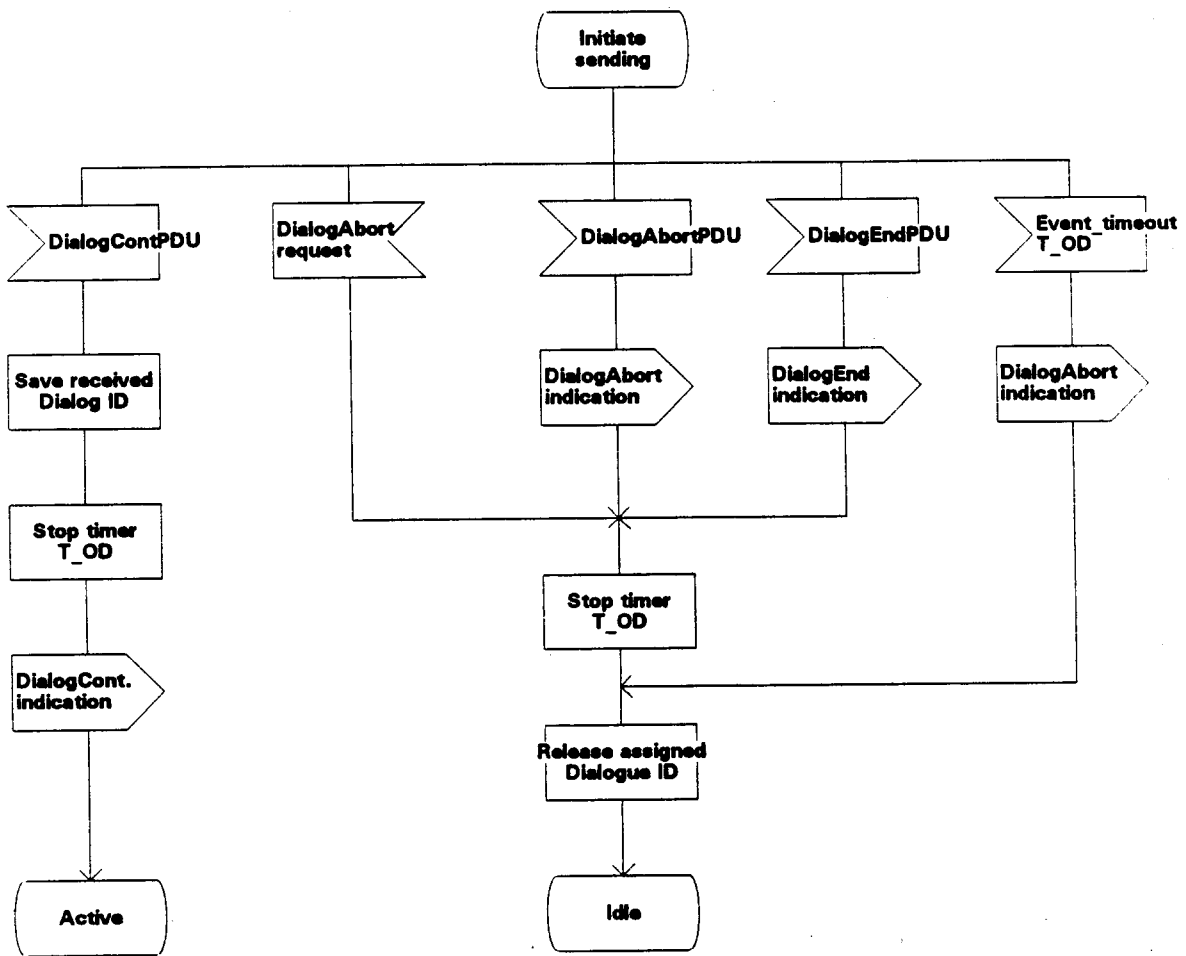 Initiate
sending
DialogContPDU
DialogAbort
request
DialogAbortPDU
DialogEndPDU
Event_timeout
T_OD
Save received
Dialog ID
DialogAbort
indication
DialogEnd
indication
DialogAbort
indication
Stop timer
T_OD
Stop timer
T_OD
DialogCont.
indication
Release assigned
Dialogue ID
Active
Idle